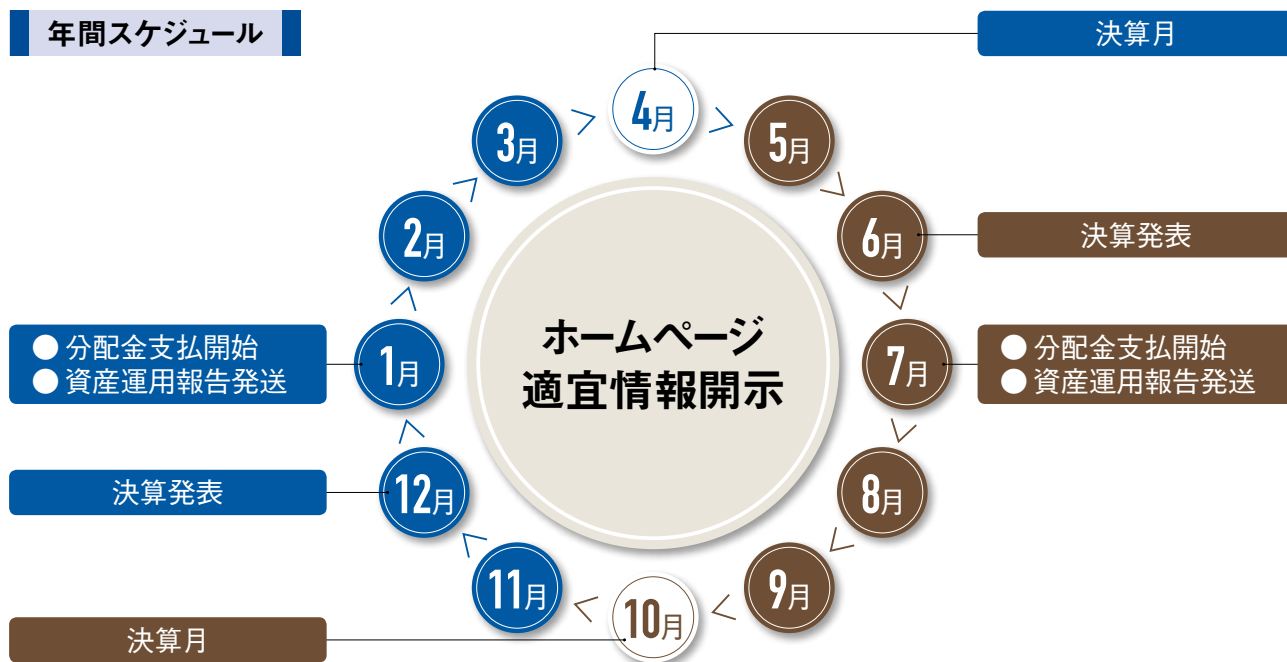 年間スケジュール
決算月
4月
5月
6月
決算発表
7月
● 分配金支払開始
● 資産運用報告発送
8月
9月
10月
決算月
11月
12月
決算発表
1月
● 分配金支払開始
● 資産運用報告発送
2月
3月
ホームページ
適宜情報開示